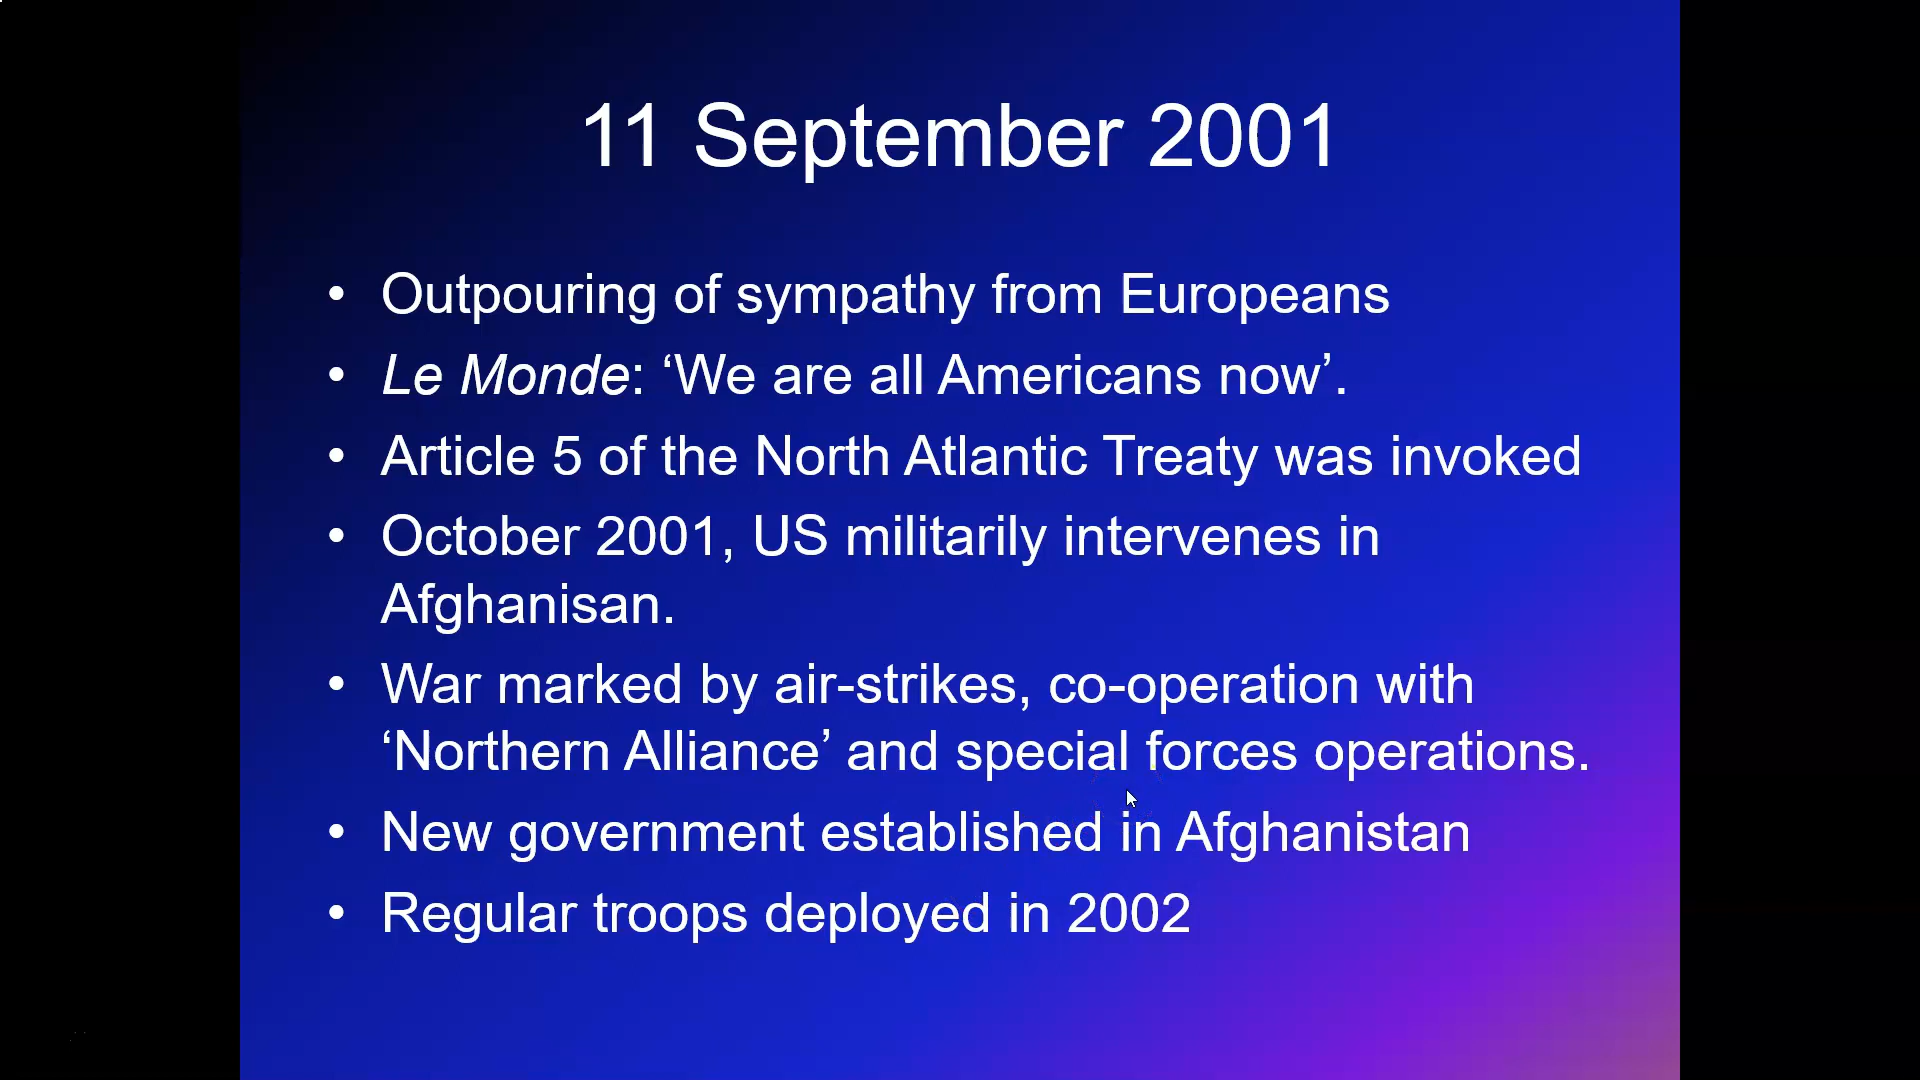 11 September 2001
• Outpouring of sympathy from Europeans
• Le Monde: ‘We are all Americans now’.
• Article 5 of the North Atlantic Treaty was invoked
• October 2001, US militarily intervenes in
Afghanisan.
• War marked by air-strikes, co-operation with
‘Northern Alliance’ and special forces operations.
• New government established in Afghanistan
• Regular troops deployed in 2002